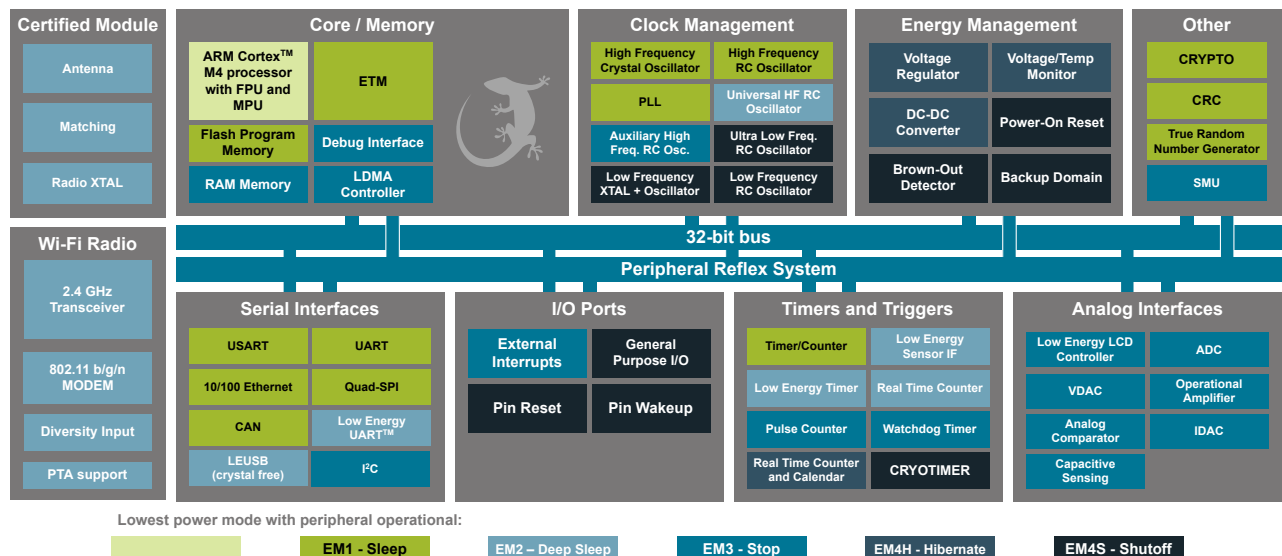 Certified Module
Antenna
Matching
Radio XTAL
Core / Memory
ARM Cortex™
M4 processor
with FPU and
MPU
ETM
Flash Program
Memory
Debug Interface
RAM Memory
LDMA
Controller
Clock Management
High Frequency
Crystal Oscillator
High Frequency
RC Oscillator
PLL
Universal HF RC
Oscillator
Auxiliary High
Freq. RC Osc.
Ultra Low Freq.
RC Oscillator
Low Frequency
XTAL + Oscillator
Low Frequency
RC Oscillator
Energy Management
Voltage
Regulator
Voltage/Temp
Monitor
DC-DC
Converter
Power-On Reset
Brown-Out
Detector
Backup Domain
Other
CRYPTO
CRC
True Random
Number Generator
SMU
32-bit bus
Peripheral Reflex System
Wi-Fi Radio
2.4 GHz
Transceiver
802.11 b/g/n
MODEM
Diversity Input
PTA support
Serial Interfaces
USART
UART
10/100 Ethernet
Quad-SPI
CAN
Low Energy
UART™
LEUSB
(crystal free)
I²C
I/O Ports
External
Interrupts
General
Purpose I/O
Pin Reset
Pin Wakeup
Timers and Triggers
Timer/Counter
Low Energy
Sensor IF
Low Energy Timer
Real Time Counter
Pulse Counter
Watchdog Timer
Real Time Counter
and Calendar
CRYOTIMER
Analog Interfaces
Low Energy LCD
Controller
ADC
VDAC
Operational
Amplifier
Analog
Comparator
IDAC
Capacitive
Sensing
Lowest power mode with peripheral operational:
EM1 - Sleep
EM2 – Deep Sleep
EM3 - Stop
EM4H - Hibernate
EM4S - Shutoff